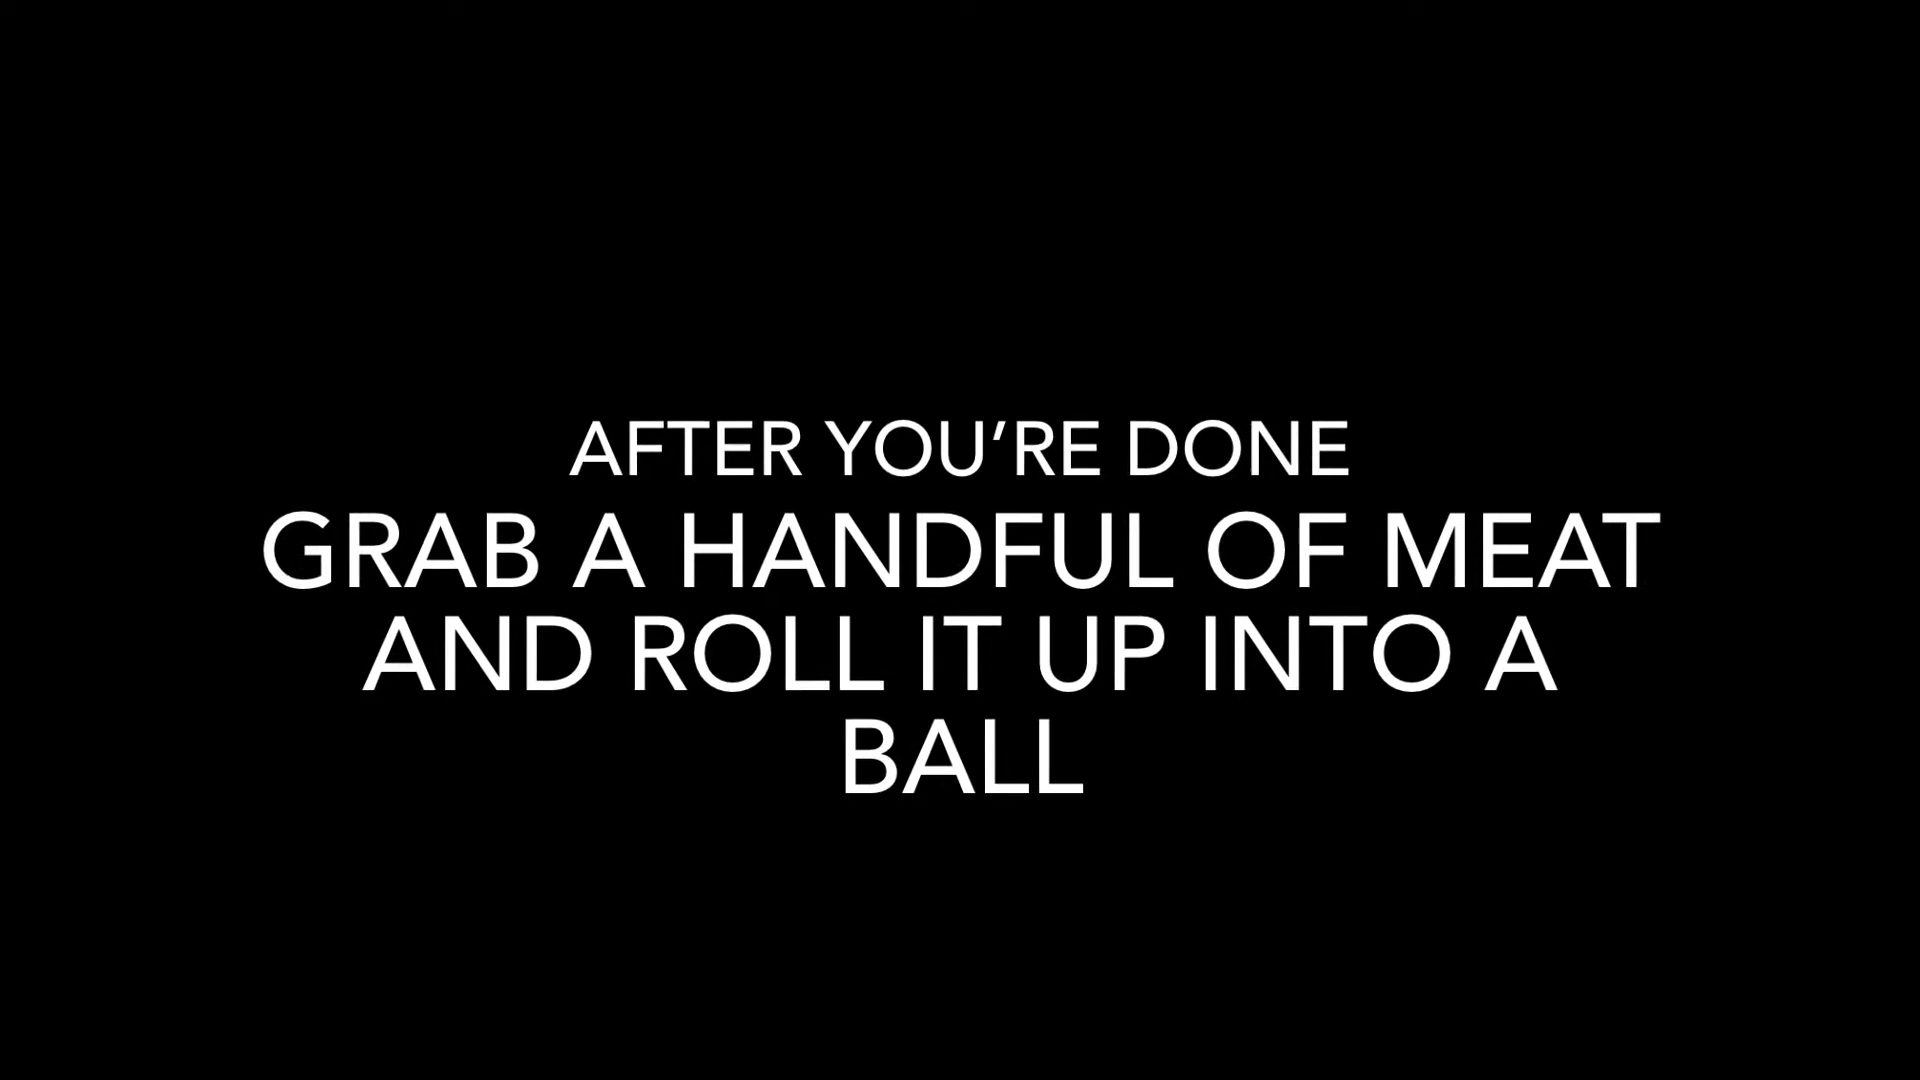 AFTER YOU’RE DONE
GRAB A HANDFUL OF MEAT
AND ROLL IT UP INTO A
BALL